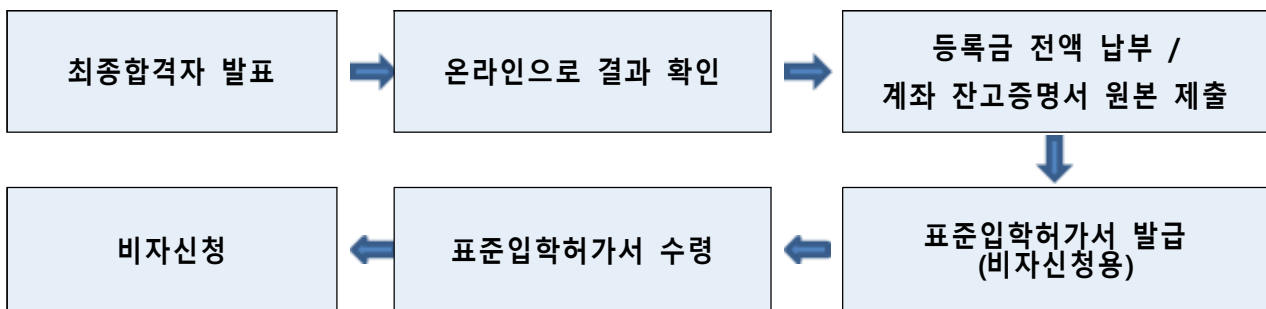 최종합격자 발표
온라인으로 결과 확인
등록금 전액 납부 /
계좌 잔고증명서 원본 제출
표준입학허가서 발급
(비자신청용)
표준입학허가서 수령
비자신청